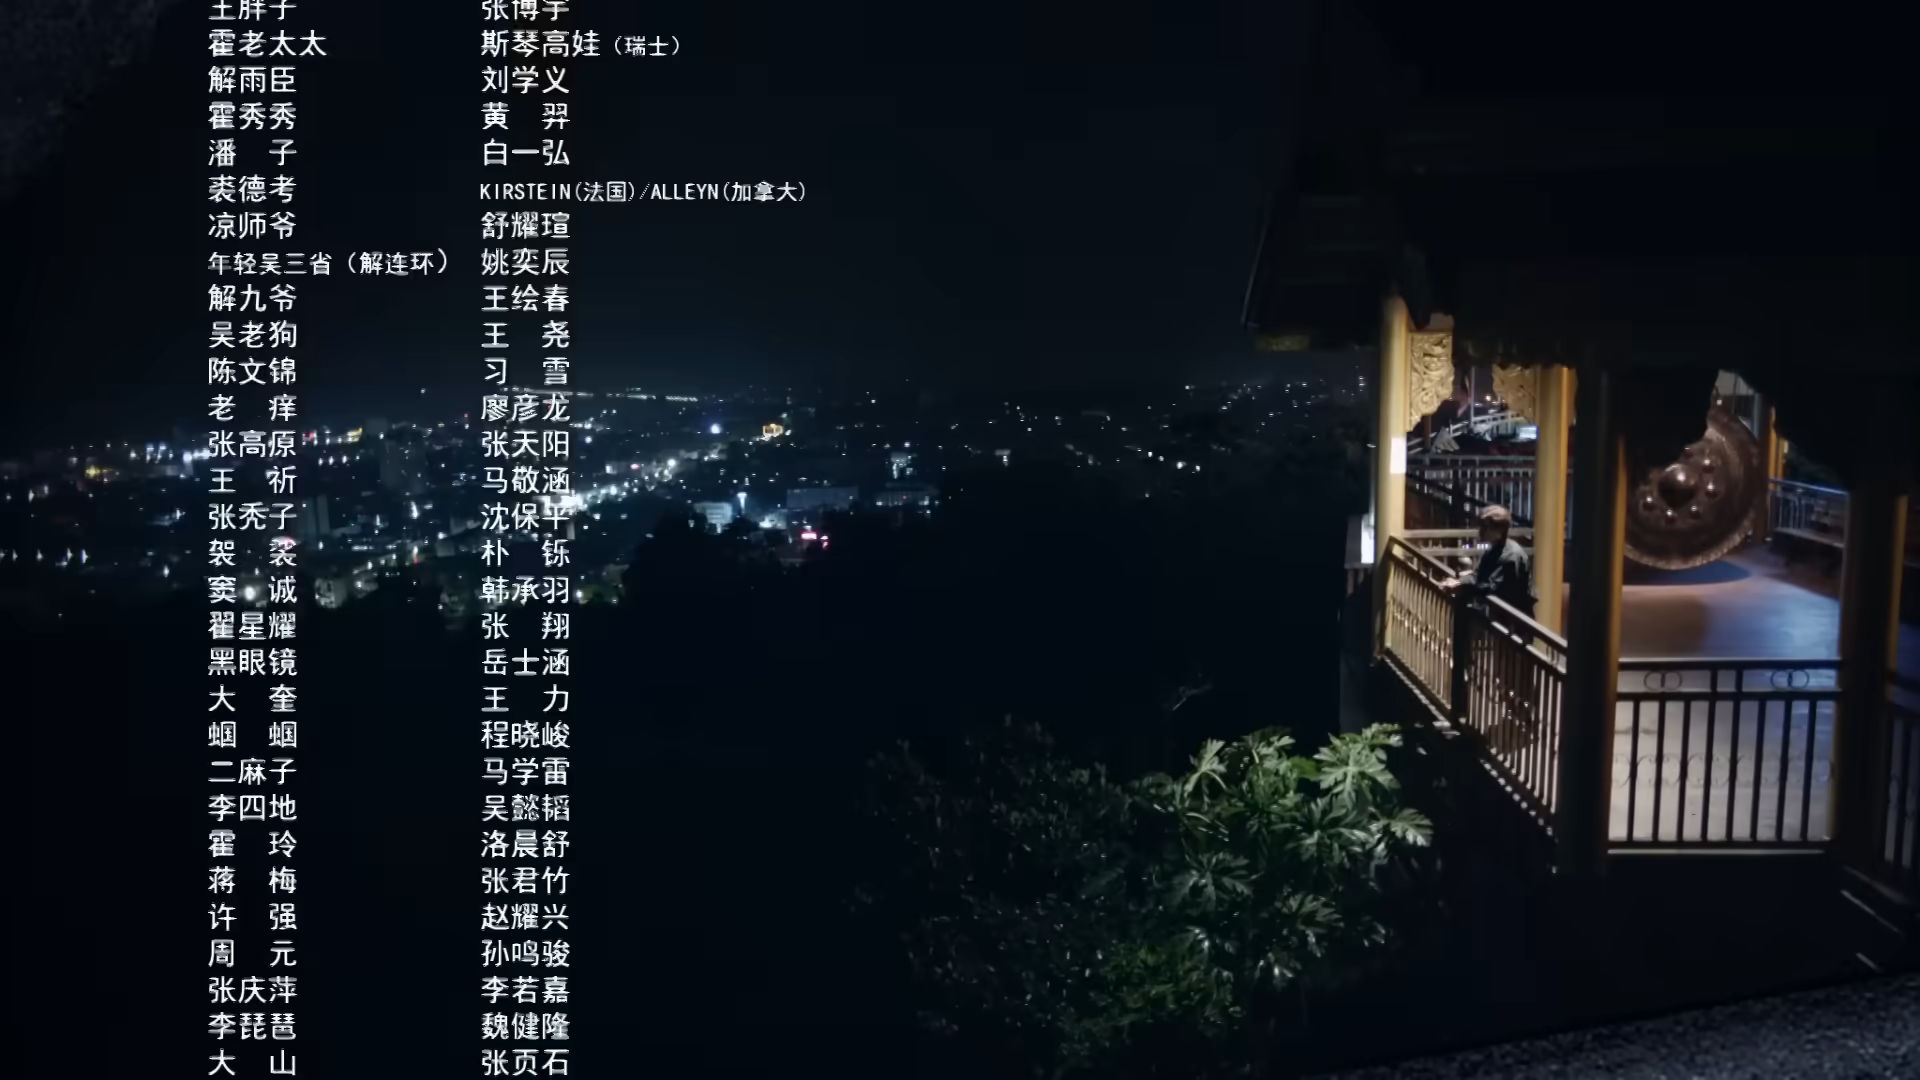 王胖子 张博宇
霍老太太 斯琴高娃（瑞士）
解雨臣 刘学义
霍秀秀 黄 羿
潘 子 白一弘
裘德考 KIRSTEIN(法国)/ALLEYN(加拿大)
凉师爷 舒耀瑄
年轻吴三省（解连环） 姚奕辰
解九爷 王绘春
吴老狗 王 尧
陈文锦 习 雪
老 痒 廖彦龙
张高原 张天阳
王 祈 马敬涵
张秃子 沈保平
袈 裟 朴 铄
窦 诚 韩承羽
翟星耀 张 翔
黑眼镜 岳士涵
大 奎 王 力
蝈 蝈 程晓峻
二麻子 马学雷
李四地 吴懿韬
霍 玲 洛晨舒
蒋 梅 张君竹
许 强 赵耀兴
周 元 孙鸣骏
张庆萍 李若嘉
李琵琶 魏健隆
大 山 张页石